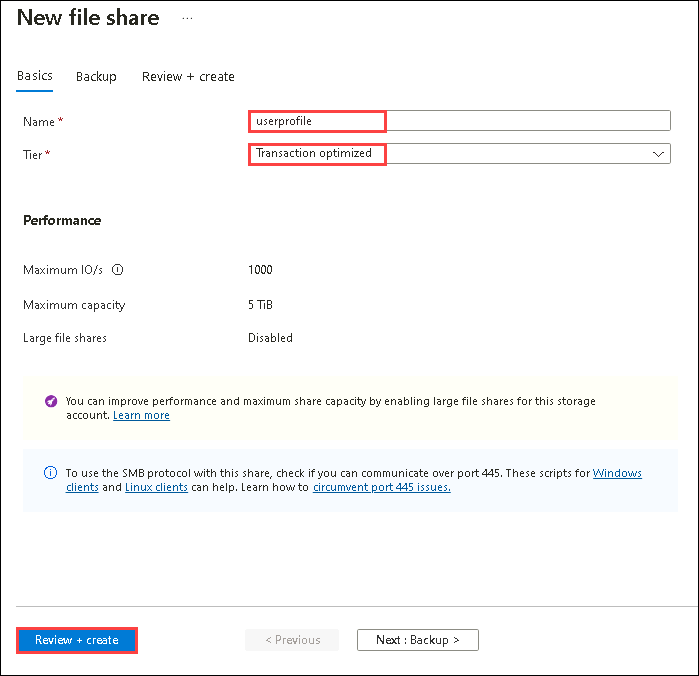 New file share ...
Basics Backup Review + create
Name *
userprofile
Tier *
Transaction optimized
Performance
Maximum IO/s
1000
Maximum capacity
5 TiB
Large file shares
Disabled
You can improve performance and maximum share capacity by enabling large file shares for this storage
account. Learn more
To use the SMB protocol with this share, check if you can communicate over port 445. These scripts for Windows
clients and Linux clients can help. Learn how to circumvent port 445 issues.
Review + create
< Previous
Next : Backup >